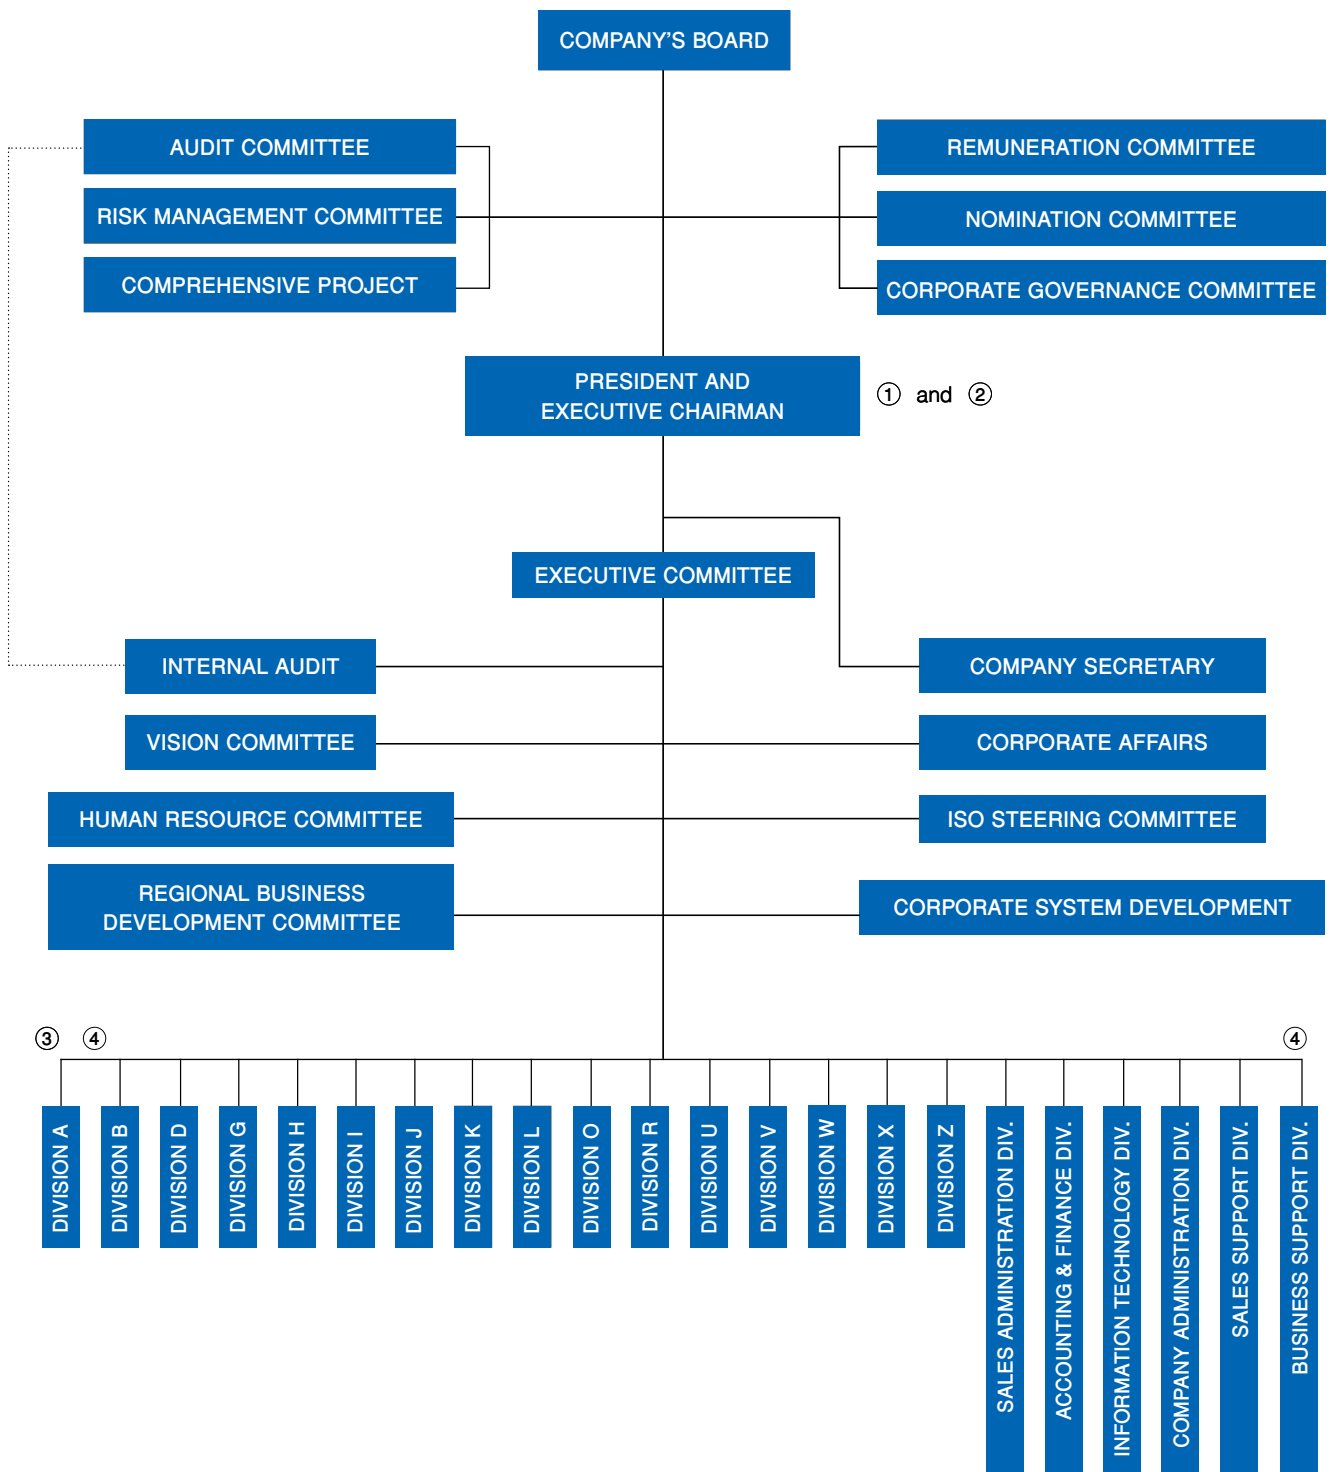 COMPANY'S BOARD
AUDIT COMMITTEE
REMUNERATION COMMITTEE
RISK MANAGEMENT COMMITTEE
NOMINATION COMMITTEE
COMPREHENSIVE PROJECT
CORPORATE GOVERNANCE COMMITTEE
PRESIDENT AND
EXECUTIVE CHAIRMAN
① and ②
EXECUTIVE COMMITTEE
INTERNAL AUDIT
COMPANY SECRETARY
VISION COMMITTEE
CORPORATE AFFAIRS
HUMAN RESOURCE COMMITTEE
ISO STEERING COMMITTEE
REGIONAL BUSINESS
DEVELOPMENT COMMITTEE
CORPORATE SYSTEM DEVELOPMENT
③ ④
④
DIVISION A
DIVISION B
DIVISION D
DIVISION G
DIVISION H
DIVISION I
DIVISION J
DIVISION K
DIVISION L
DIVISION O
DIVISION R
DIVISION U
DIVISION V
DIVISION W
DIVISION X
DIVISION Z
SALES ADMINISTRATION DIV.
ACCOUNTING & FINANCE DIV.
INFORMATION TECHNOLOGY DIV.
COMPANY ADMINISTRATION DIV.
SALES SUPPORT DIV.
BUSINESS SUPPORT DIV.